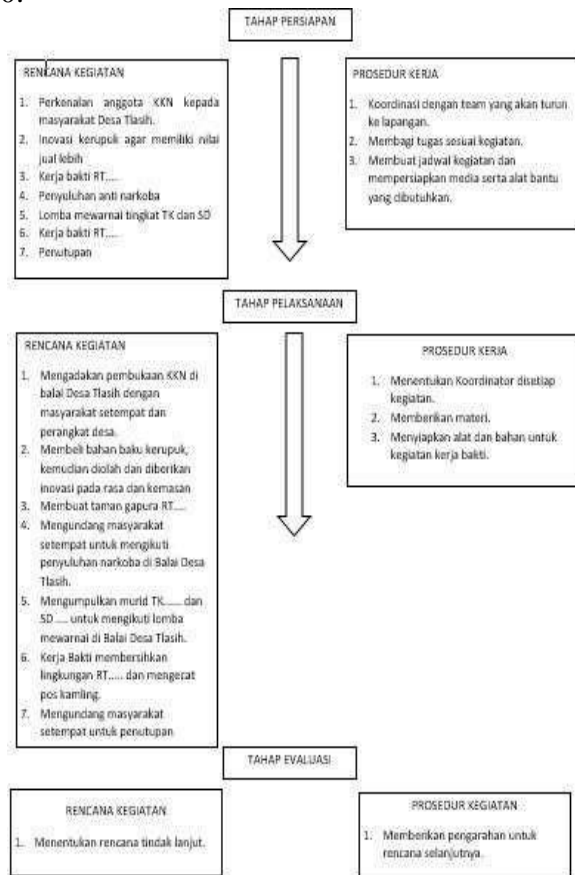 TAHAP PERSIAPAN
RENCANA KEGIATAN
1. Perkenalan anggota KKN kepada
masyarakat Desa Tlasih.
2. Inovasi kerupuk agar memiliki nilai
jual lebih
3. Kerja bakti RT.....
4. Penyuluhan anti narkoba
5. Lomba mewarnai tingkat TK dan SD
6. Kerja bakti RT.....
7. Penutupan
PROSEDUR KERJA
1. Koordinasi dengan team yang akan turun
ke lapangan.
2. Membagi tugas sesuai kegiatan.
3. Membuat jadwal kegiatan dan
mempersiapkan media serta alat bantu
yang dibutuhkan.
TAHAP PELAKSANAAN
RENCANA KEGIATAN
1. Mengadakan pembukaan KKN di
balai Desa Tlasih dengan
masyarakat setempat dan
perangkat desa.
2. Membeli bahan baku kerupuk,
kemudian diolah dan diberikan
inovasi pada rasa dan kemasan
3. Membuat taman gapura RT.....
4. Mengundang masyarakat
setempat untuk mengikuti
penyuluhan narkoba di Balai Desa
Tlasih.
5. Mengumpulkan murid TK....... dan
SD ..... untuk mengikuti lomba
mewarnai di Balai Desa Tlasih.
6. Kerja Bakti membersihkan
lingkungan RT..... dan mengecat
pos kamling.
7. Mengundang masyarakat
setempat untuk penutupan
PROSEDUR KERJA
1. Menentukan Koordinator disetiap
kegiatan.
2. Memberikan materi.
3. Menyiapkan alat dan bahan untuk
kegiatan kerja bakti.
TAHAP EVALUASI
RENCANA KEGIATAN
1. Menentukan rencana tindak lanjut.
PROSEDUR KEGIATAN
1. Memberikan pengarahan untuk
rencana selanjutnya.